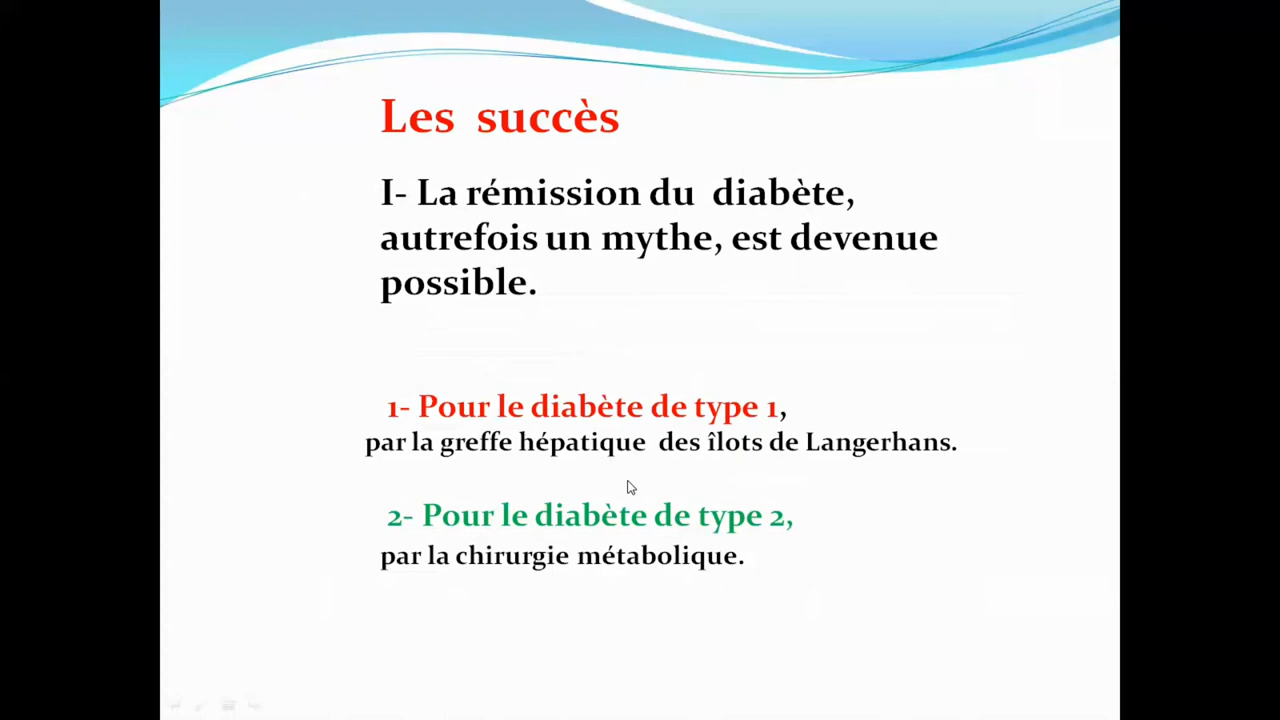 Les succès
I- La rémission du diabète,
autrefois un mythe, est devenue
possible.
1- Pour le diabète de type 1,
par la greffe hépatique des îlots de Langerhans.
2- Pour le diabète de type 2,
par la chirurgie métabolique.